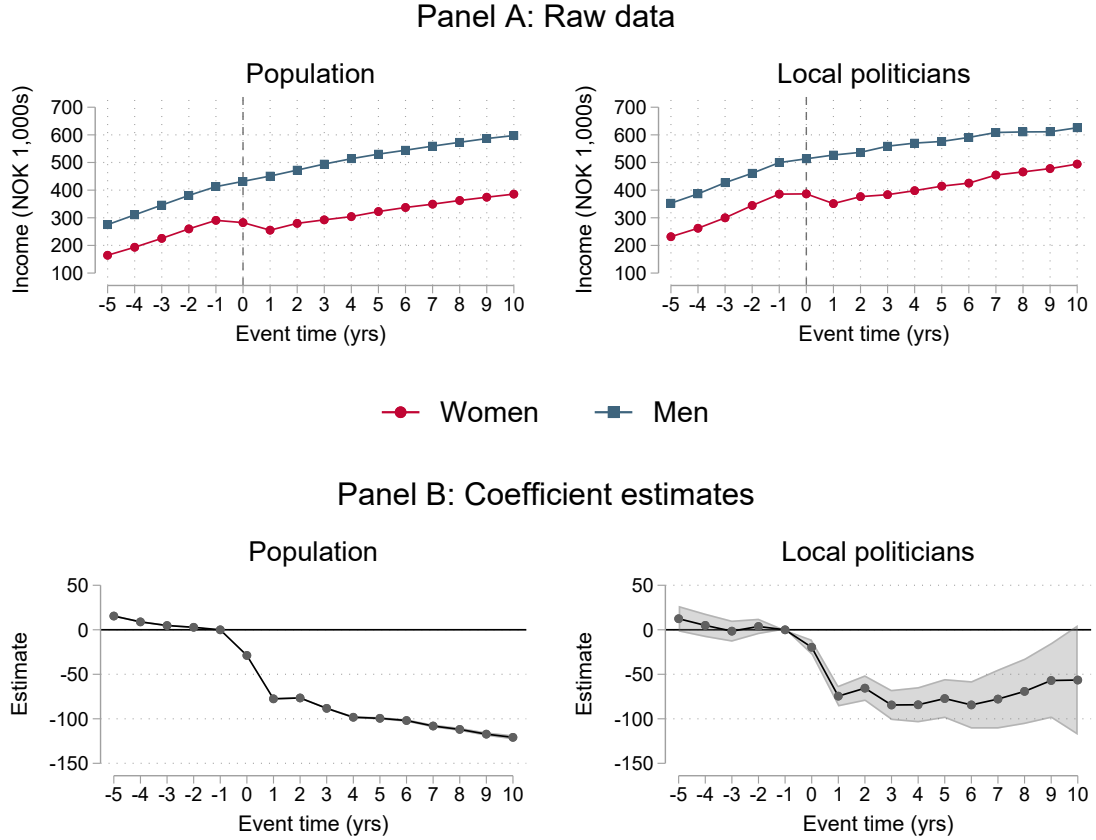 Panel A: Raw data
Population
Income (NOK 1,000s)
700
600
500
400
300
200
100
-5 -4 -3 -2 -1 0 1 2 3 4 5 6 7 8 9 10
Event time (yrs)
Local politicians
Income (NOK 1,000s)
700
600
500
400
300
200
100
-5 -4 -3 -2 -1 0 1 2 3 4 5 6 7 8 9 10
Event time (yrs)
Women Men
Panel B: Coefficient estimates
Population
Estimate
50
0
-50
-100
-150
-5 -4 -3 -2 -1 0 1 2 3 4 5 6 7 8 9 10
Event time (yrs)
Local politicians
Estimate
50
0
-50
-100
-150
-5 -4 -3 -2 -1 0 1 2 3 4 5 6 7 8 9 10
Event time (yrs)